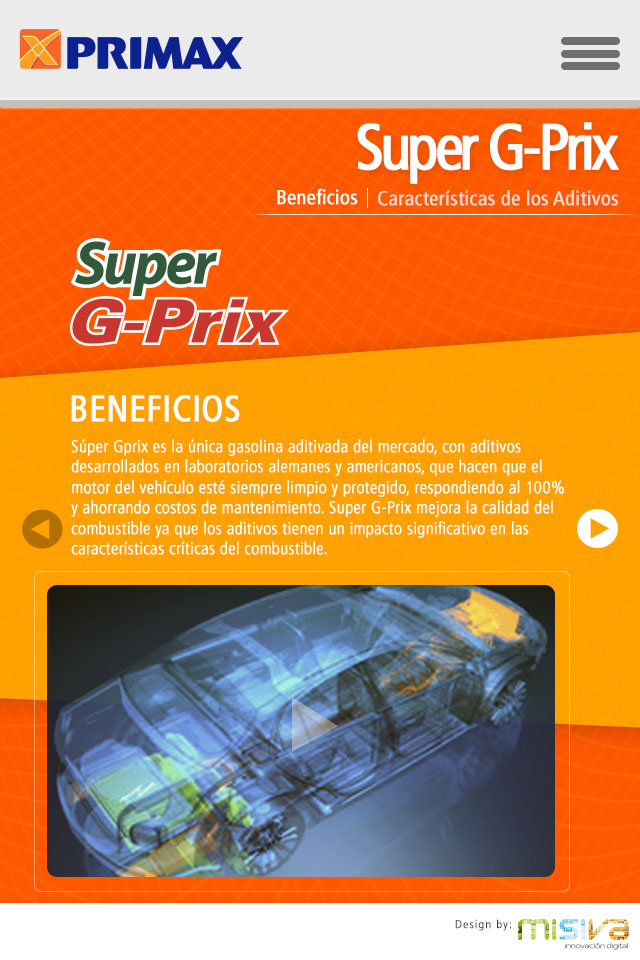 PRIMAX
Super G-Prix
Beneficios | Características de los Aditivos
Super
G-Prix
BENEFICIOS
Súper Gprix es la única gasolina aditivada del mercado, con aditivos
desarrollados en laboratorios alemanes y americanos, que hacen que el
motor del vehículo esté siempre limpio y protegido, respondiendo al 100%
y ahorrando costos de mantenimiento. Super G-Prix mejora la calidad del
combustible ya que los aditivos tienen un impacto significativo en las
características críticas del combustible.
Design by: misiva
innovación digital